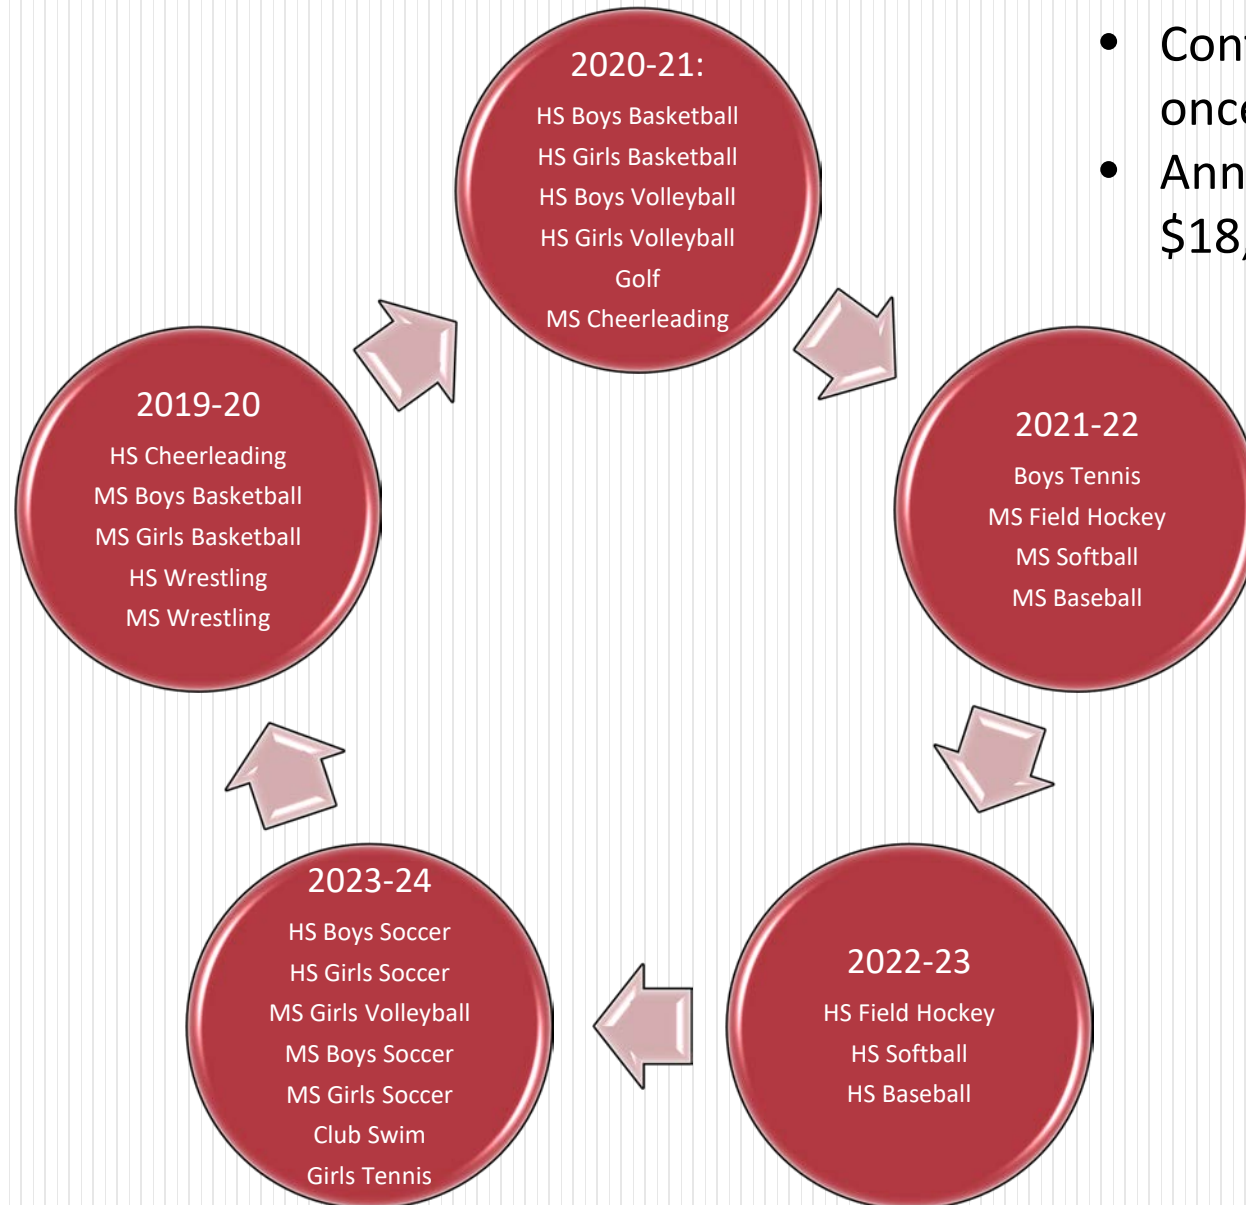 2020-21:
HS Boys Basketball
HS Girls Basketball
HS Boys Volleyball
HS Girls Volleyball
Golf
MS Cheerleading
•
once
•
$18,
2019-20
HS Cheerleading
MS Boys Basketball
MS Girls Basketball
HS Wrestling
MS Wrestling
2021-22
Boys Tennis
MS Field Hockey
MS Softball
MS Baseball
2023-24
HS Boys Soccer
HS Girls Soccer
MS Girls Volleyball
MS Boys Soccer
MS Girls Soccer
Club Swim
Girls Tennis
2022-23
HS Field Hockey
HS Softball
HS Baseball